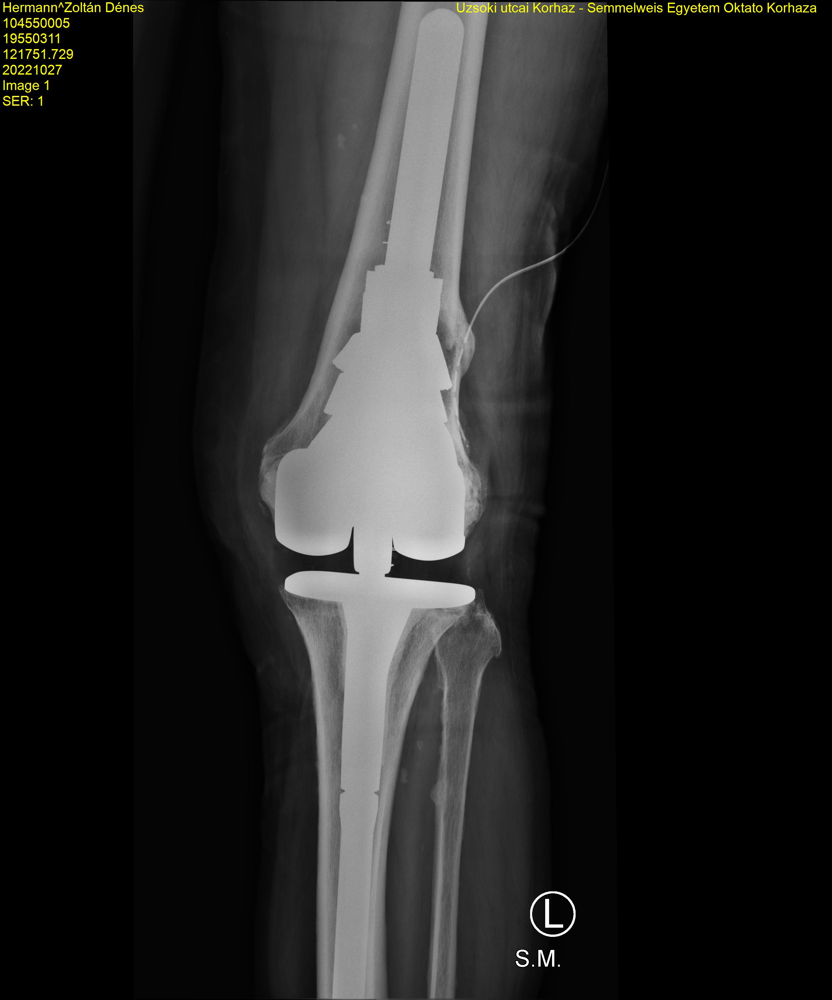 Hermann^Zoltán Dénes
Uzsoki utcai Korhaz - Semmelweis Egyetem Oktato Korhaza
104550005
19550311
121751.729
20221027
Image 1
SER: 1
L
S.M.